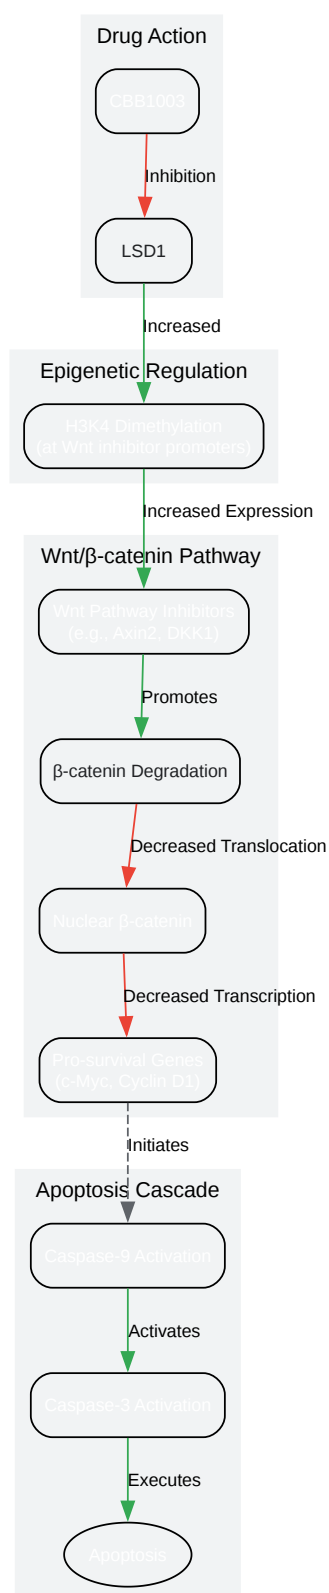 Drug Action
CBB1003
Inhibition
LSD1
Increased
Epigenetic Regulation
H3K4 Dimethylation
(at Wnt inhibitor promoters)
Increased Expression
Wnt/β-catenin Pathway
Wnt Pathway Inhibitors
(e.g., Axin2, DKK1)
Promotes
β-catenin Degradation
Decreased Translocation
Nuclear β-catenin
Decreased Transcription
Pro-survival Genes
(c-Myc, Cyclin D1)
Initiates
Apoptosis Cascade
Caspase-9 Activation
Activates
Caspase-3 Activation
Executes
Apoptosis